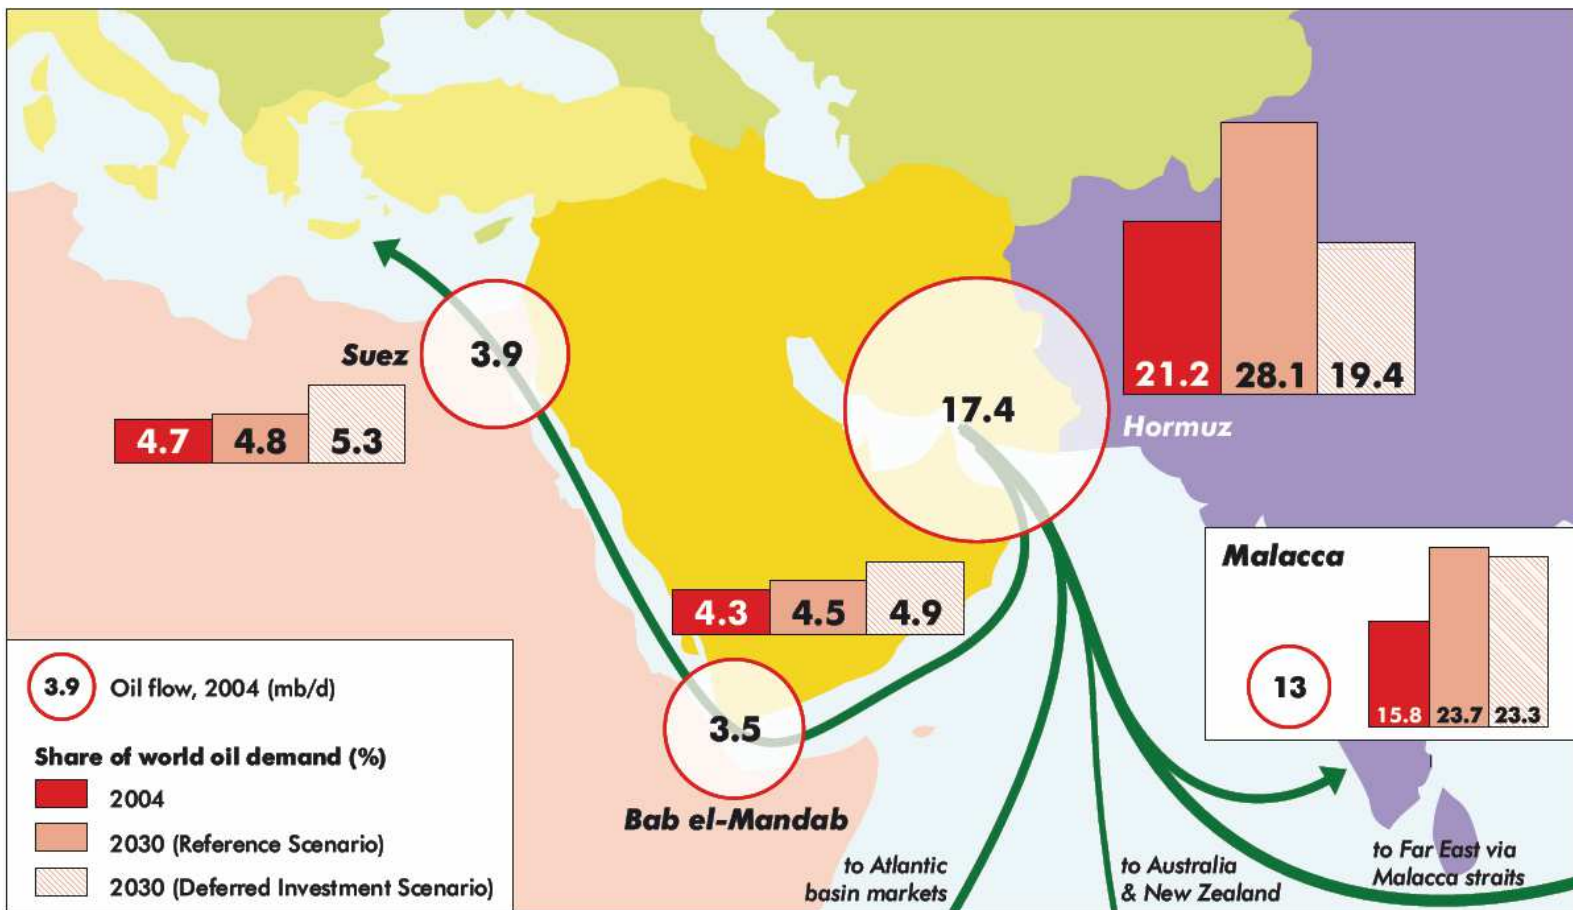 Suez
3.9
4.7 4.8 5.3
17.4
21.2 28.1 19.4
Hormuz
4.3 4.5 4.9
3.5
Bab el-Mandab
Malacca
13
15.8 23.7 23.3
to Atlantic
basin markets
to Australia
& New Zealand
to Far East via
Malacca straits
3.9 Oil flow, 2004 (mb/d)
Share of world oil demand (%)
2004
2030 (Reference Scenario)
2030 (Deferred Investment Scenario)